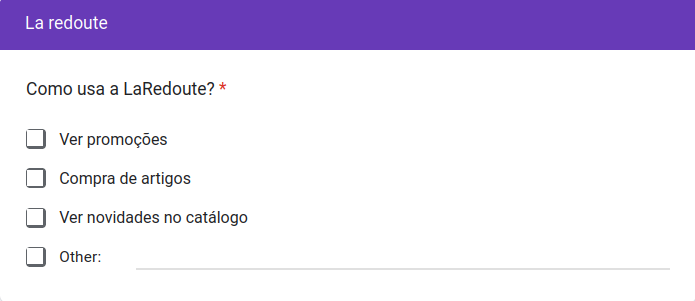 La redoute
Como usa a LaRedoute? *
Ver promoções
Compra de artigos
Ver novidades no catálogo
Other: